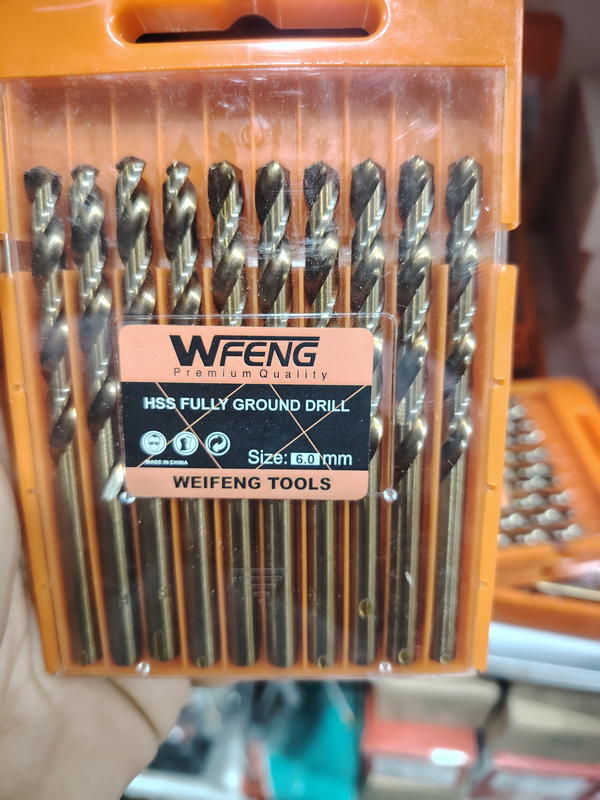 WFENG
Premium Quality
HSS FULLY GROUND DRILL
MADE IN CHINA
Size: 6.0 mm
WEIFENG TOOLS